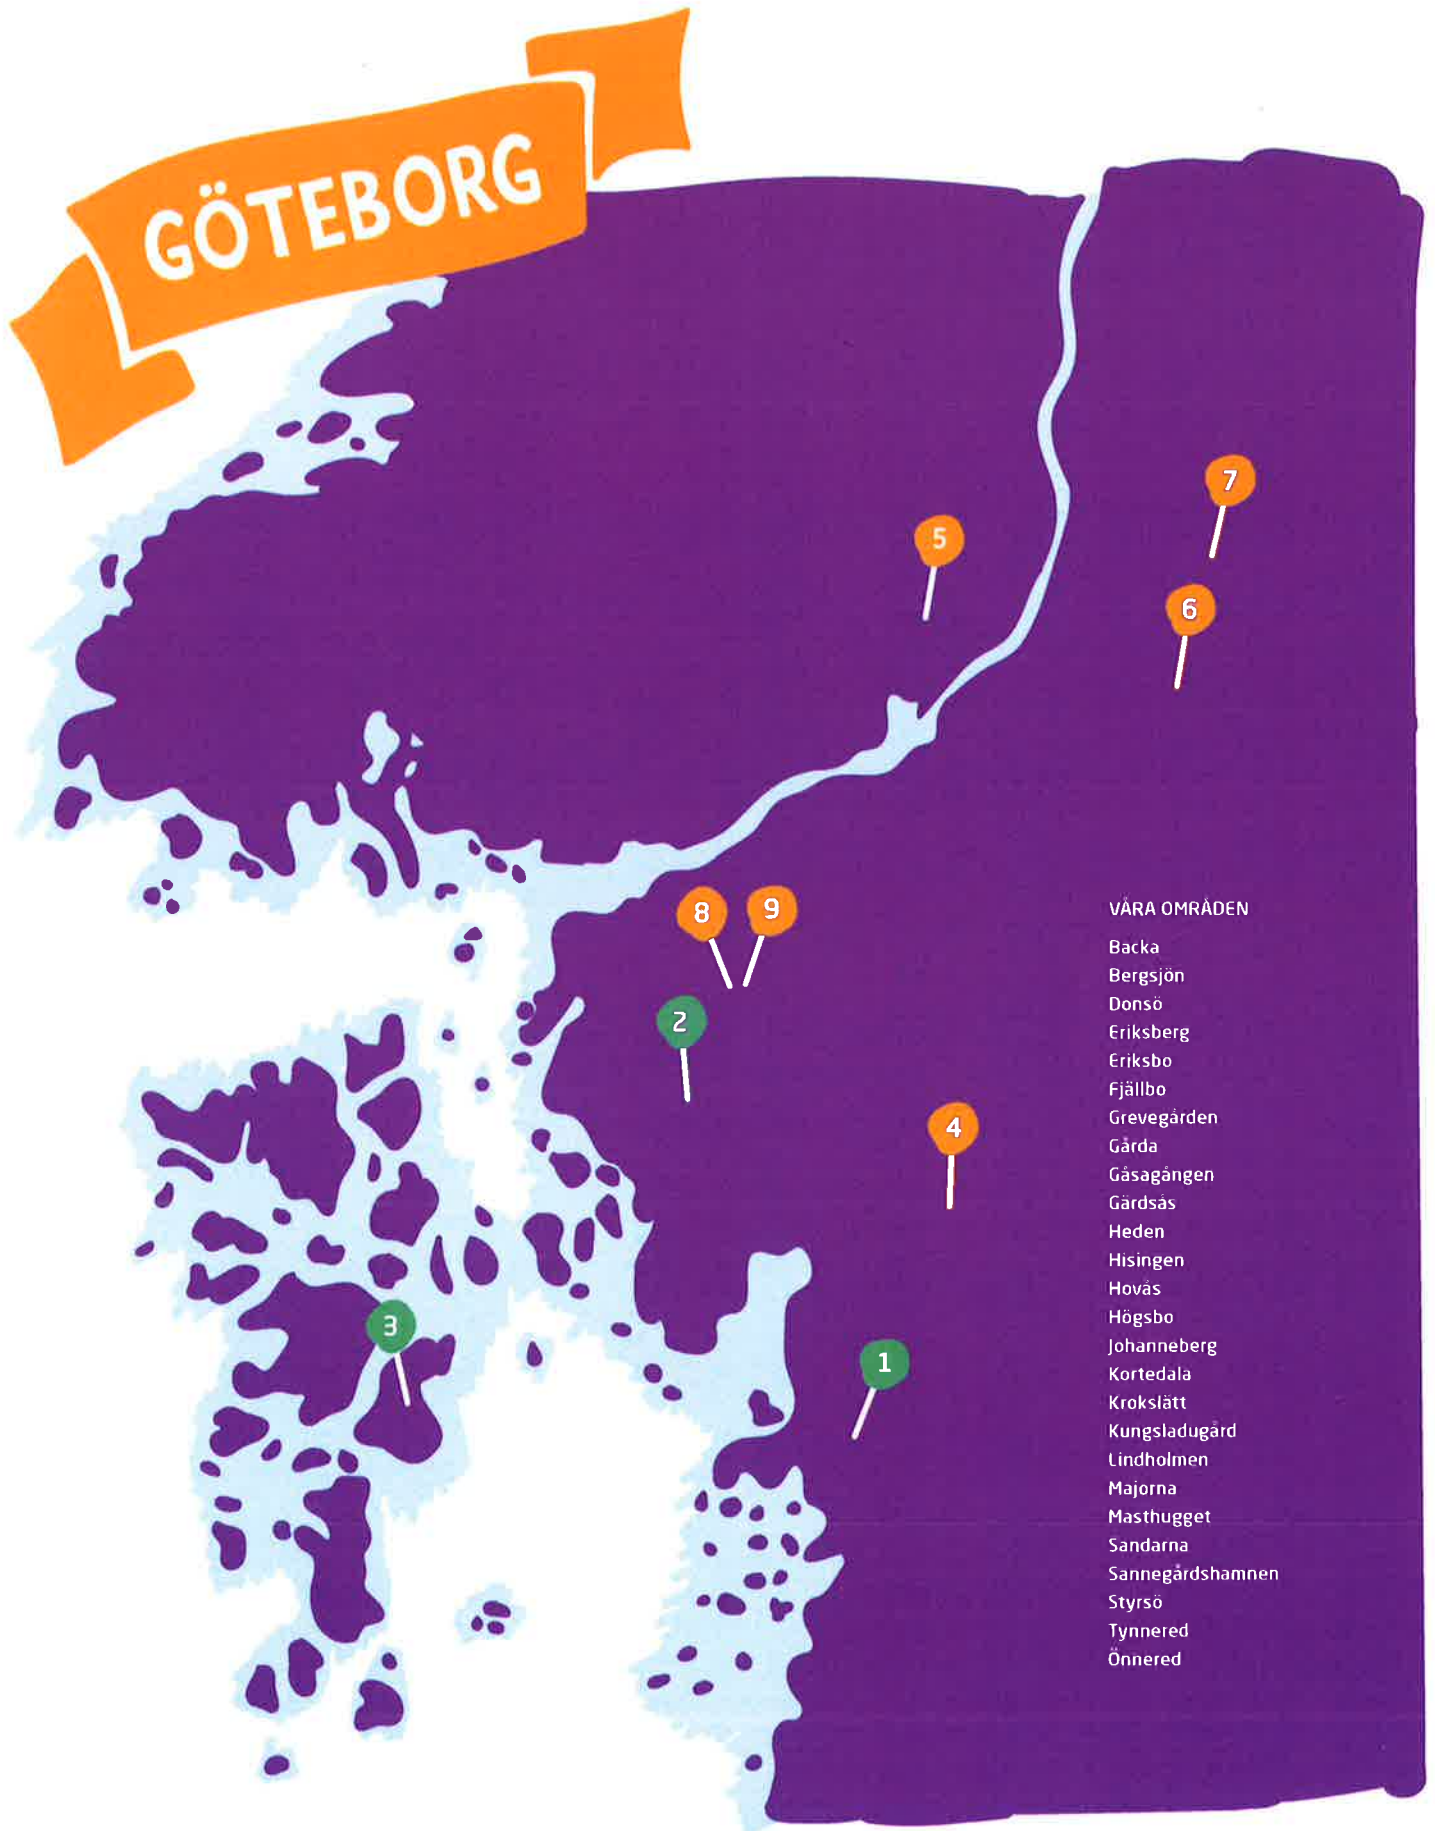 GÖTEBORG
7
5
6
8
9
2
4
3
1
VÅRA OMRÅDEN
Backa
Bergsjön
Donsö
Eriksberg
Eriksbo
Fjällbo
Grevegården
Gårda
Gåsagången
Gärdsås
Heden
Hisingen
Hovås
Högsbo
Johanneberg
Kortedala
Krokslätt
Kungsladugård
Lindholmen
Majorna
Masthugget
Sandarna
Sannegårdshamnen
Styrsö
Tynnered
Önnered